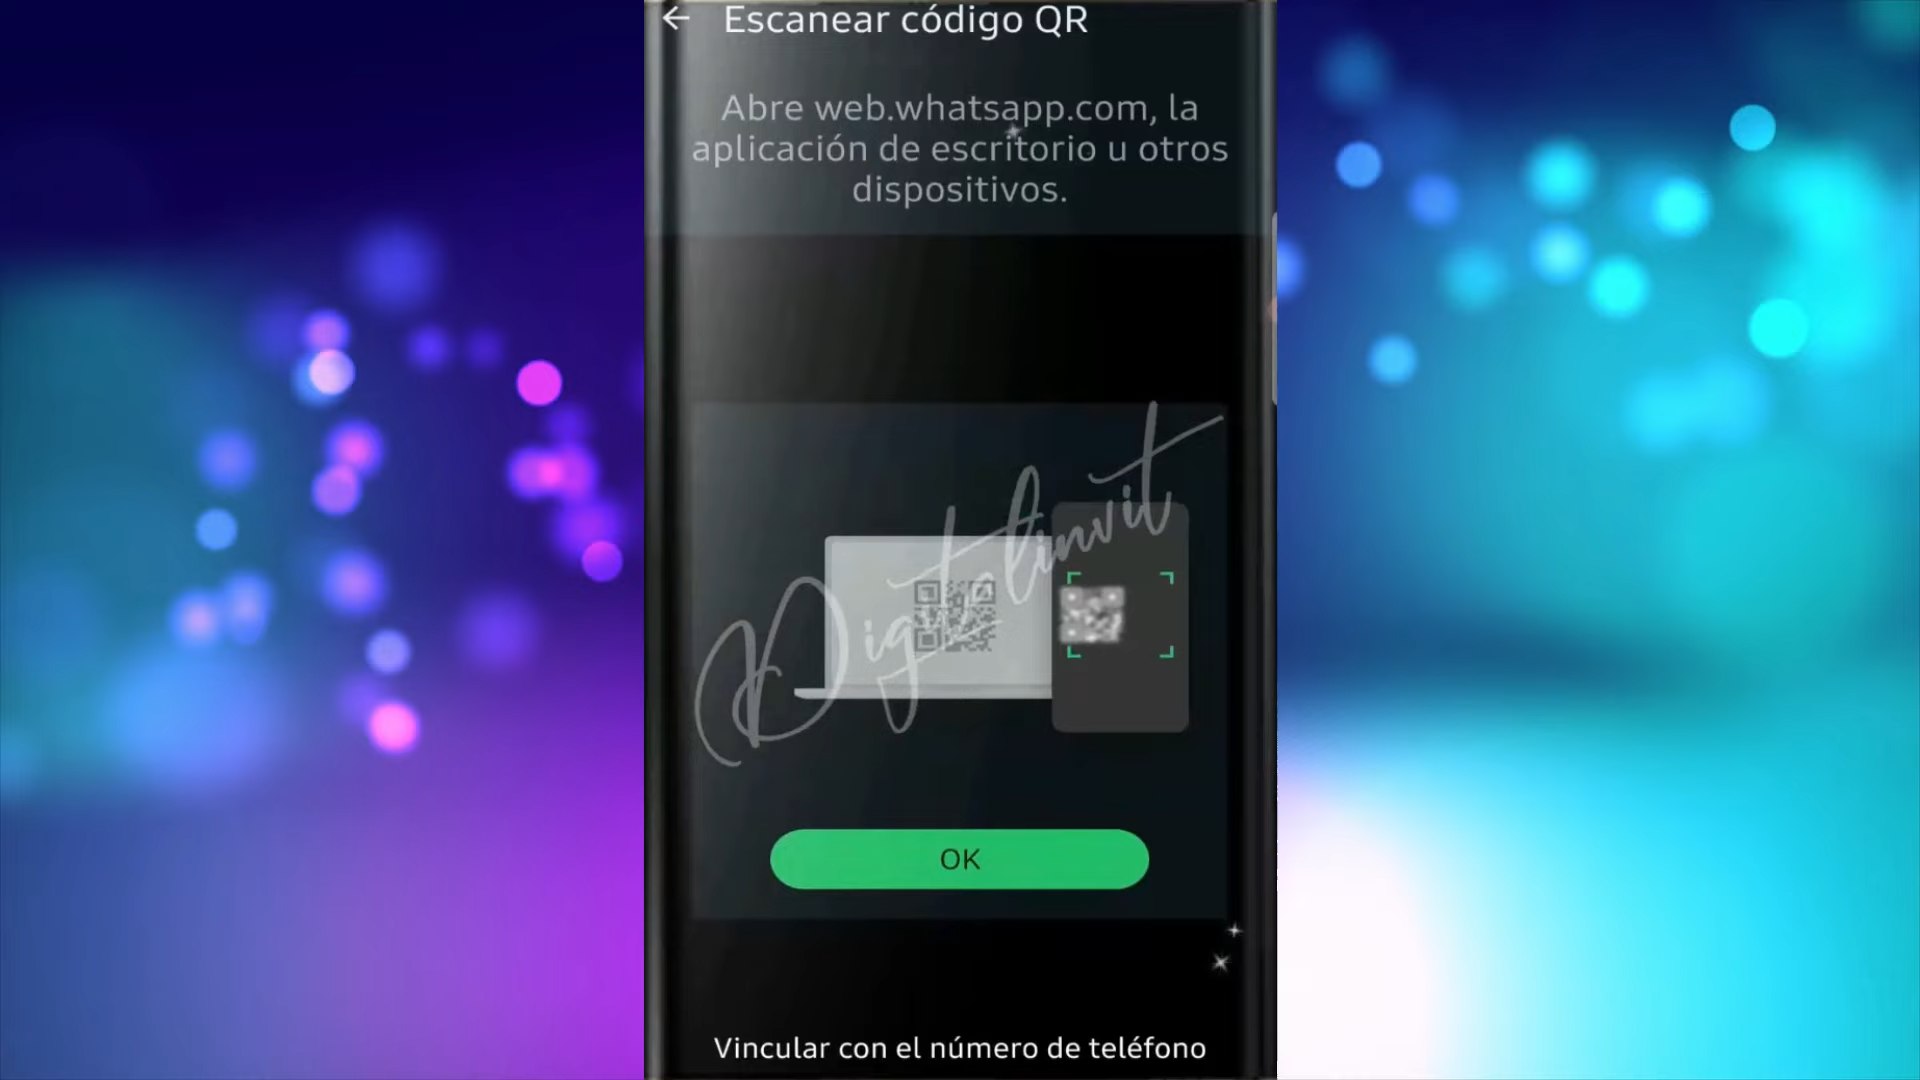 Escanear código QR
Abre web.whatsapp.com, la
aplicación de escritorio u otros
dispositivos.
Digitalinvit
OK
Vincular con el número de teléfono